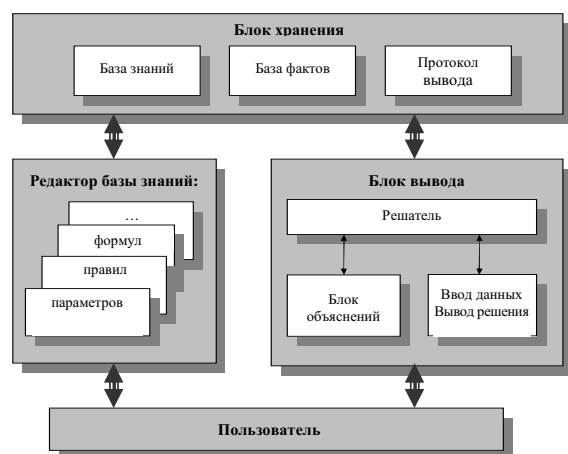 Блок хранения
База знаний
База фактов
Протокол
вывода
Редактор базы знаний:
…
формул
правил
параметров
Блок вывода
Решатель
Блок
объяснений
Ввод данных
Вывод решения
Пользователь